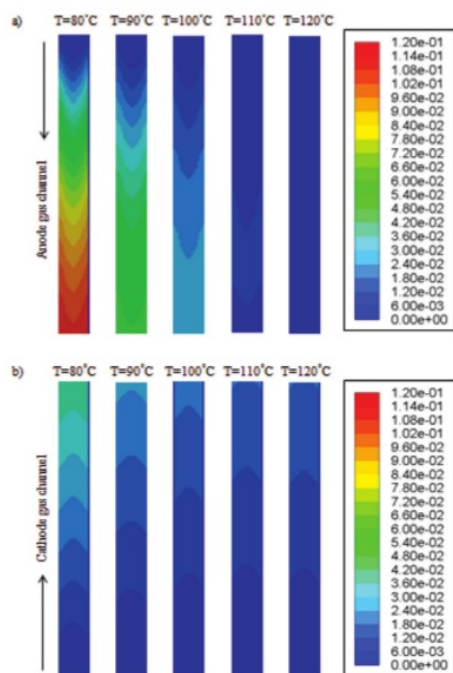 a) T=80°C T=90°C T=100°C T=110°C T=120°C
Anode gas channel
1.20e-01
1.14e-01
1.08e-01
1.02e-01
9.60e-02
9.00e-02
8.40e-02
7.80e-02
7.20e-02
6.60e-02
6.00e-02
5.40e-02
4.80e-02
4.20e-02
3.60e-02
3.00e-02
2.40e-02
1.80e-02
1.20e-02
6.00e-03
0.00e+00
b) T=80°C T=90°C T=100°C T=110°C T=120°C
Cathode gas channel
1.20e-01
1.14e-01
1.08e-01
1.02e-01
9.60e-02
9.00e-02
8.40e-02
7.80e-02
7.20e-02
6.60e-02
6.00e-02
5.40e-02
4.80e-02
4.20e-02
3.60e-02
3.00e-02
2.40e-02
1.80e-02
1.20e-02
6.00e-03
0.00e+00